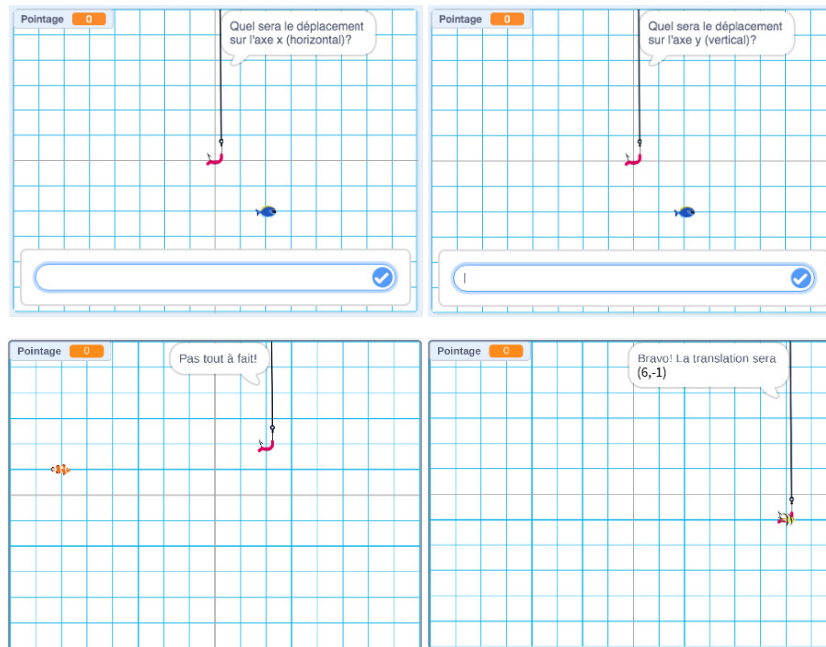 Pointage 0
Quel sera le déplacement
sur l'axe x (horizontal)?
Pointage 0
Quel sera le déplacement
sur l'axe y (vertical)?
Pointage 0
Pas tout à fait!
Pointage 0
Bravo! La translation sera
(6,-1)